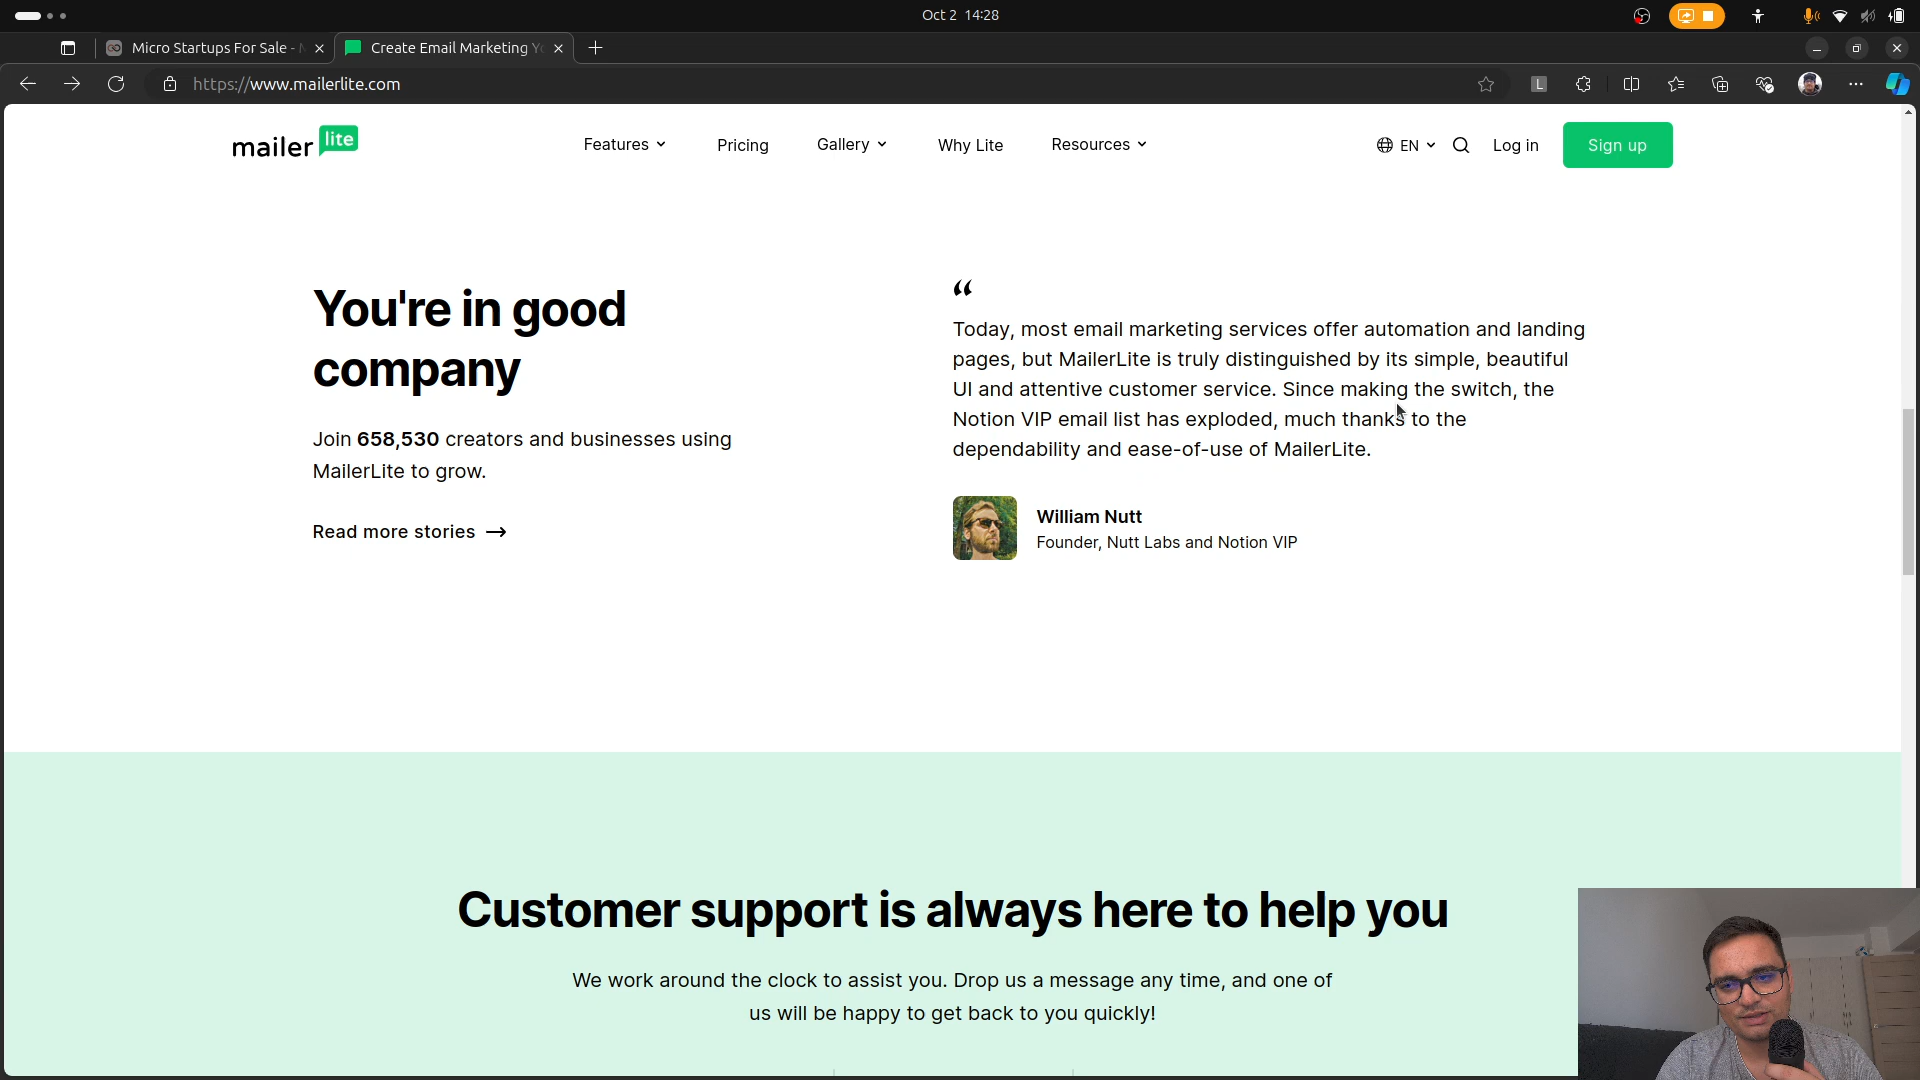 Oct 2 14:28
Micro Startups For Sale -
Create Email Marketing Yo
https://www.mailerlite.com
L
mailer lite
Features
Pricing
Gallery
Why Lite
Resources
EN
Log in
Sign up
You're in good
company
Join 658,530 creators and businesses using
MailerLite to grow.
Read more stories
“
Today, most email marketing services offer automation and landing
pages, but MailerLite is truly distinguished by its simple, beautiful
UI and attentive customer service. Since making the switch, the
Notion VIP email list has exploded, much thanks to the
dependability and ease-of-use of MailerLite.
William Nutt
Founder, Nutt Labs and Notion VIP
Customer support is always here to help you
We work around the clock to assist you. Drop us a message any time, and one of
us will be happy to get back to you quickly!